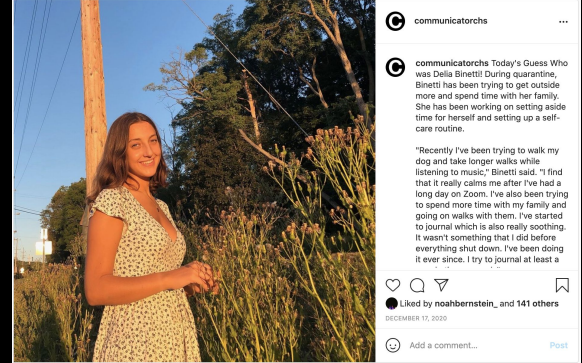 communicatorchs
communicatorchs Today's Guess Who
was Delia Binetti! During quarantine,
Binetti has been trying to get outside
more and spend time with her family.
She has been working on setting aside
time for herself and setting up a self-
care routine.
"Recently I've been trying to walk my
dog and take longer walks while
listening to music," Binetti said. "I find
that it really calms me after I've had a
long day on Zoom. I've also been trying
to spend more time with my family and
going on walks with them. I've started
to journal which is also really soothing.
It wasn't something that I did before
everything shut down. I've been doing
it ever since. I try to journal at least a
Liked by noahbernstein_ and 141 others
DECEMBER 17, 2020
Add a comment...
Post